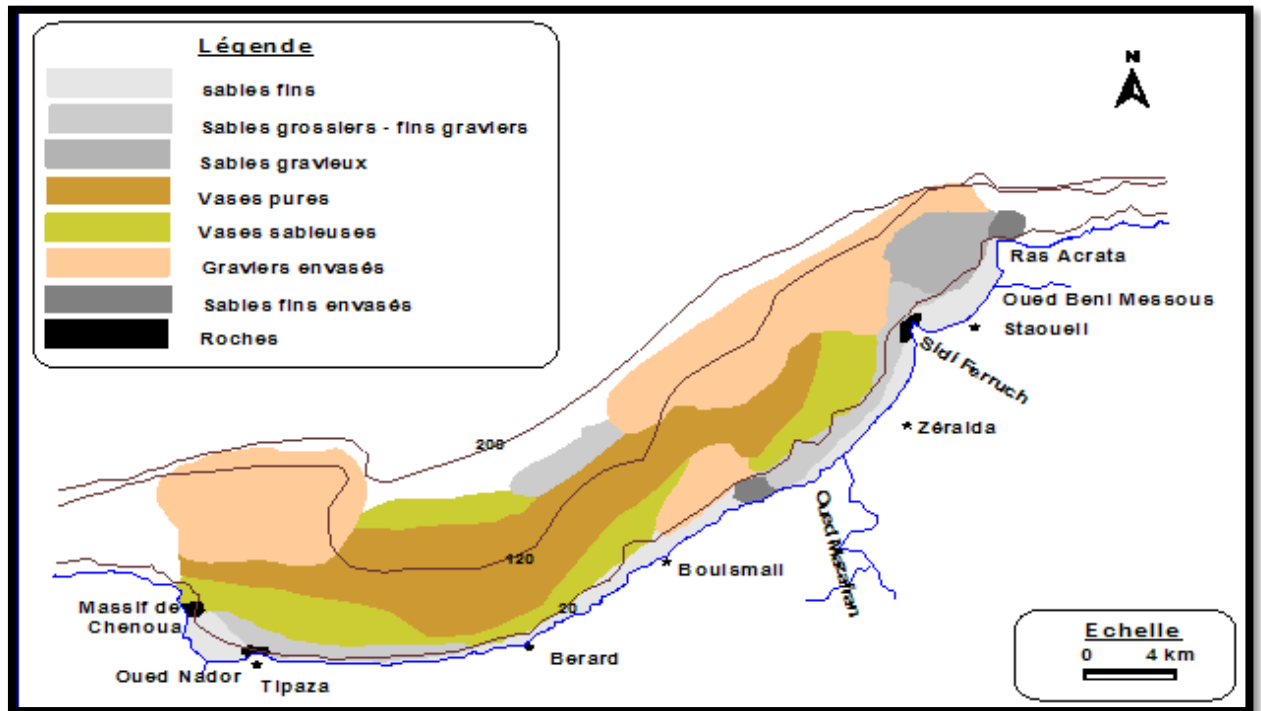 Légende
sables fins
Sables grossiers - fins graviers
Sables gravieux
Vases pures
Vases sableuses
Graviers envasés
Sables fins envasés
Roches
N
Ras Acrata
Oued Beni Messous
Staoueli
Sidi Ferruch
Zéralda
200
Oued Mazafran
120
Bouismail
20
Massif de
Chenoua
Berard
Oued Nador
Tipaza
Echelle
0 4 km